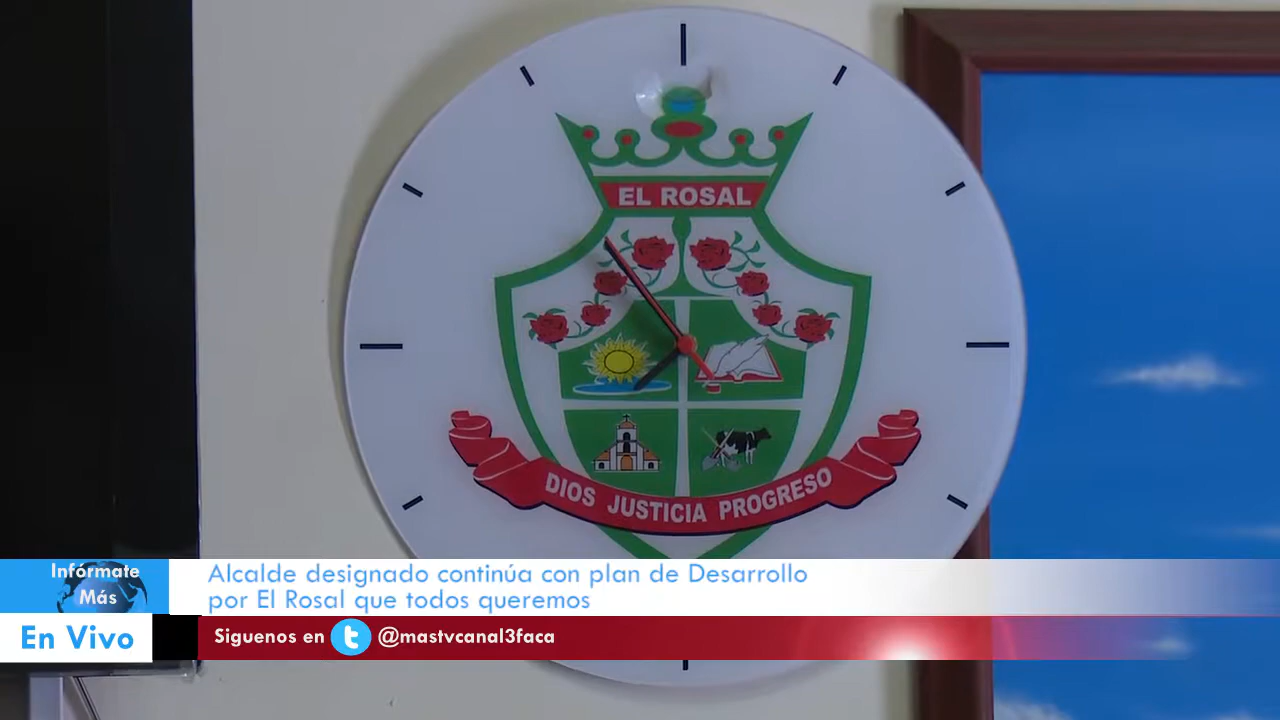 EL ROSAL
DIOS JUSTICIA PROGRESO
Infórmate
Más
Alcalde designado continúa con plan de Desarrollo
por El Rosal que todos queremos
En Vivo
Siguenos en @mastvcanal3faca